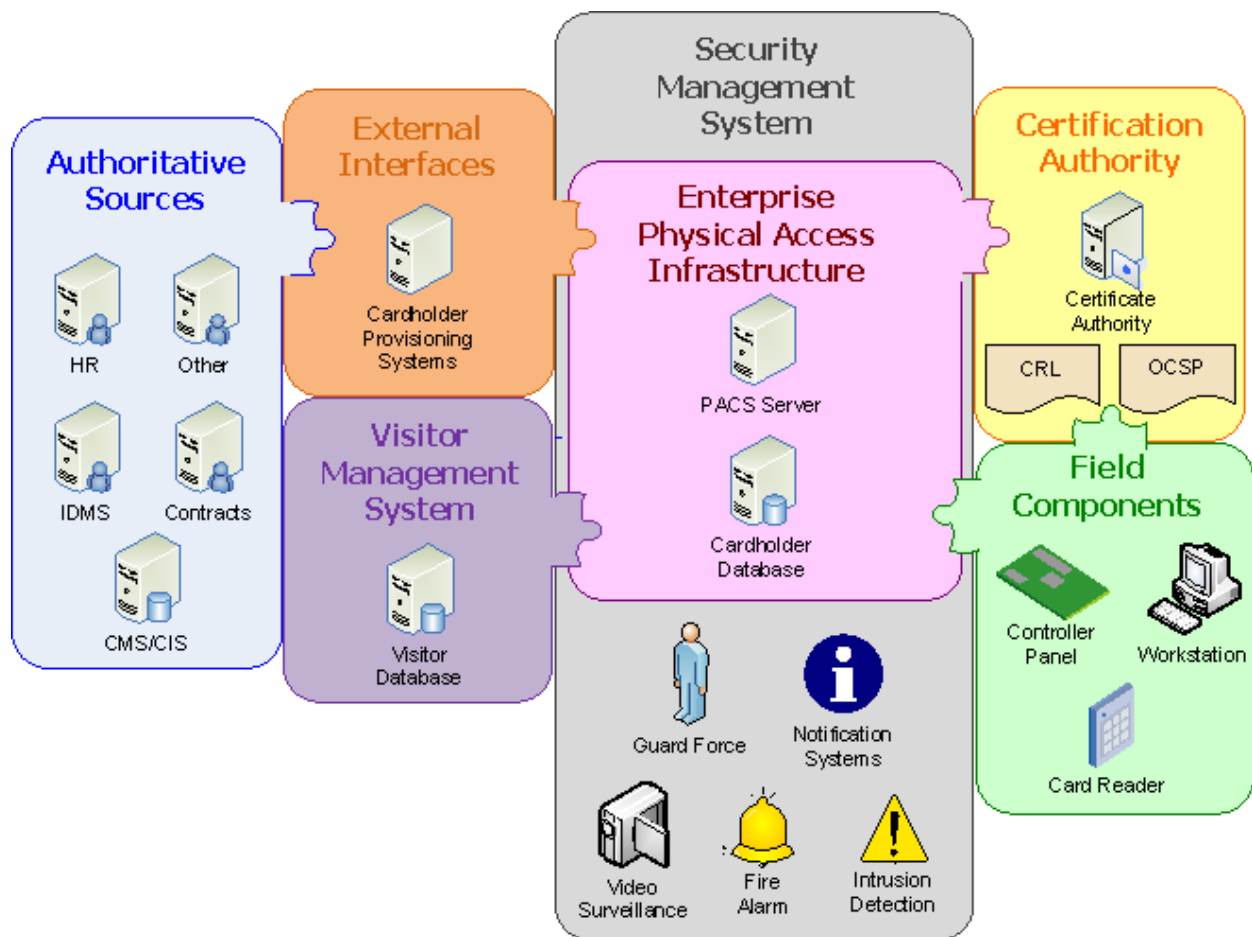 Authoritative
Sources
HR
Other
IDMS
Contracts
CMS/CIS
External
Interfaces
Cardholder
Provisioning
Systems
Visitor
Management
System
Visitor
Database
Security
Management
System
Enterprise
Physical Access
Infrastructure
PACS Server
Cardholder
Database
Guard Force
Notification
Systems
Video
Surveillance
Fire
Alarm
Intrusion
Detection
Certification
Authority
Certificate
Authority
CRL
OCSP
Field
Components
Controller
Panel
Workstation
Card Reader